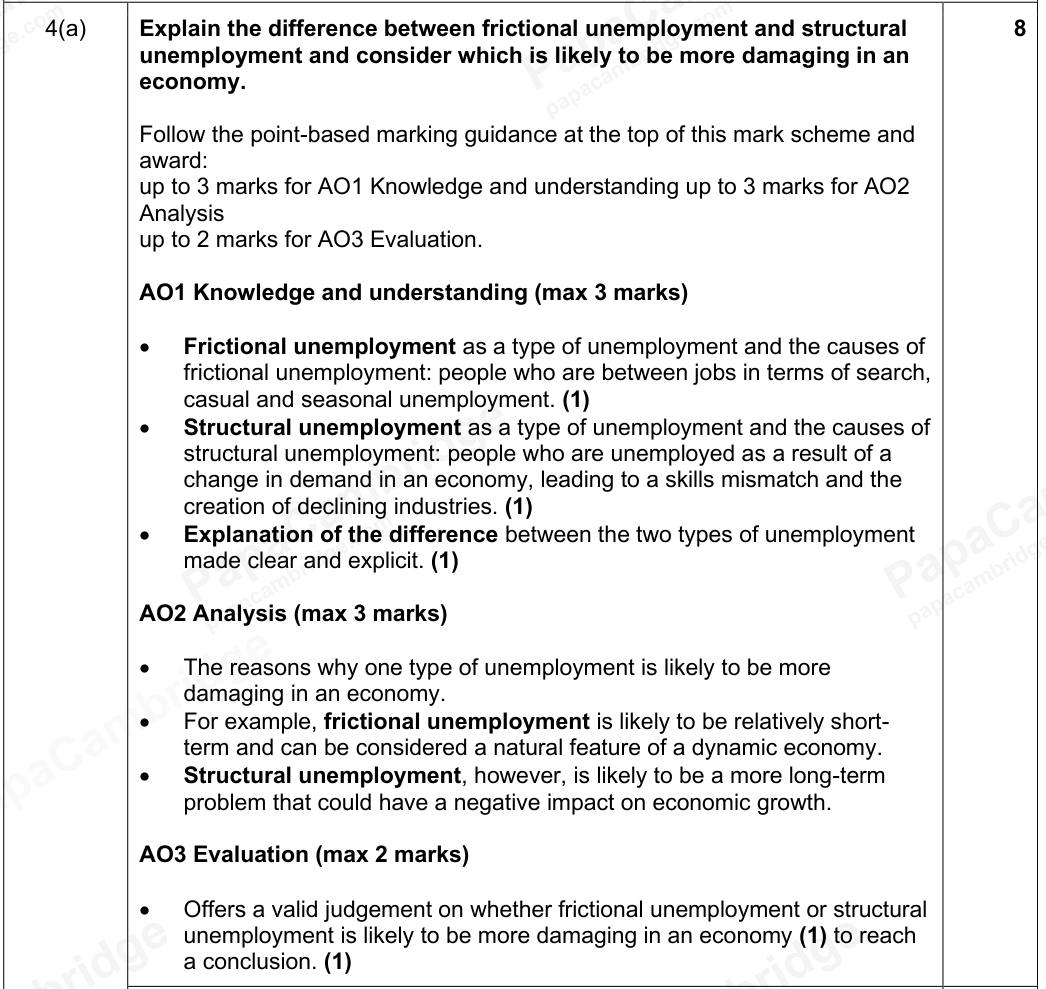 4(a)
Explain the difference between frictional unemployment and structural
unemployment and consider which is likely to be more damaging in an
economy.
8
Follow the point-based marking guidance at the top of this mark scheme and
award:
up to 3 marks for AO1 Knowledge and understanding up to 3 marks for AO2
Analysis
up to 2 marks for AO3 Evaluation.
AO1 Knowledge and understanding (max 3 marks)
• Frictional unemployment as a type of unemployment and the causes of
frictional unemployment: people who are between jobs in terms of search,
casual and seasonal unemployment. (1)
• Structural unemployment as a type of unemployment and the causes of
structural unemployment: people who are unemployed as a result of a
change in demand in an economy, leading to a skills mismatch and the
creation of declining industries. (1)
• Explanation of the difference between the two types of unemployment
made clear and explicit. (1)
AO2 Analysis (max 3 marks)
• The reasons why one type of unemployment is likely to be more
damaging in an economy.
• For example, frictional unemployment is likely to be relatively short-
term and can be considered a natural feature of a dynamic economy.
• Structural unemployment, however, is likely to be a more long-term
problem that could have a negative impact on economic growth.
AO3 Evaluation (max 2 marks)
• Offers a valid judgement on whether frictional unemployment or structural
unemployment is likely to be more damaging in an economy (1) to reach
a conclusion. (1)